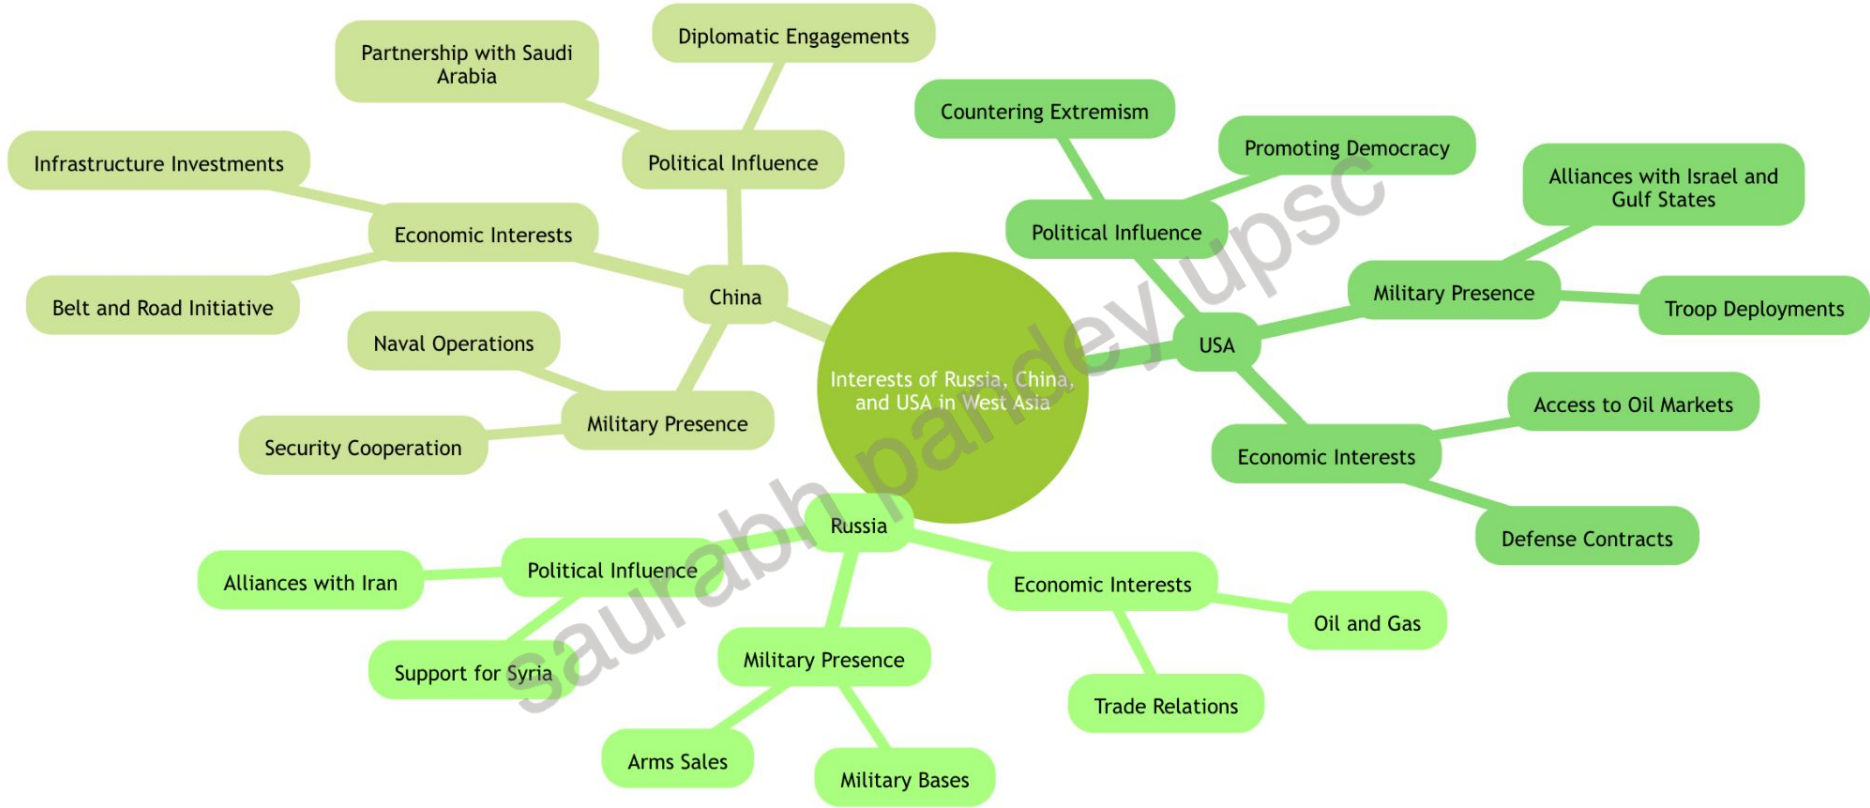 Interests of Russia, China,
and USA in West Asia
China
Political Influence
Partnership with Saudi
Arabia
Diplomatic Engagements
Economic Interests
Infrastructure Investments
Belt and Road Initiative
Military Presence
Naval Operations
Security Cooperation
USA
Political Influence
Countering Extremism
Promoting Democracy
Military Presence
Alliances with Israel and
Gulf States
Troop Deployments
Economic Interests
Access to Oil Markets
Defense Contracts
Russia
Political Influence
Alliances with Iran
Support for Syria
Military Presence
Arms Sales
Military Bases
Economic Interests
Oil and Gas
Trade Relations
saurabh pandey upsc